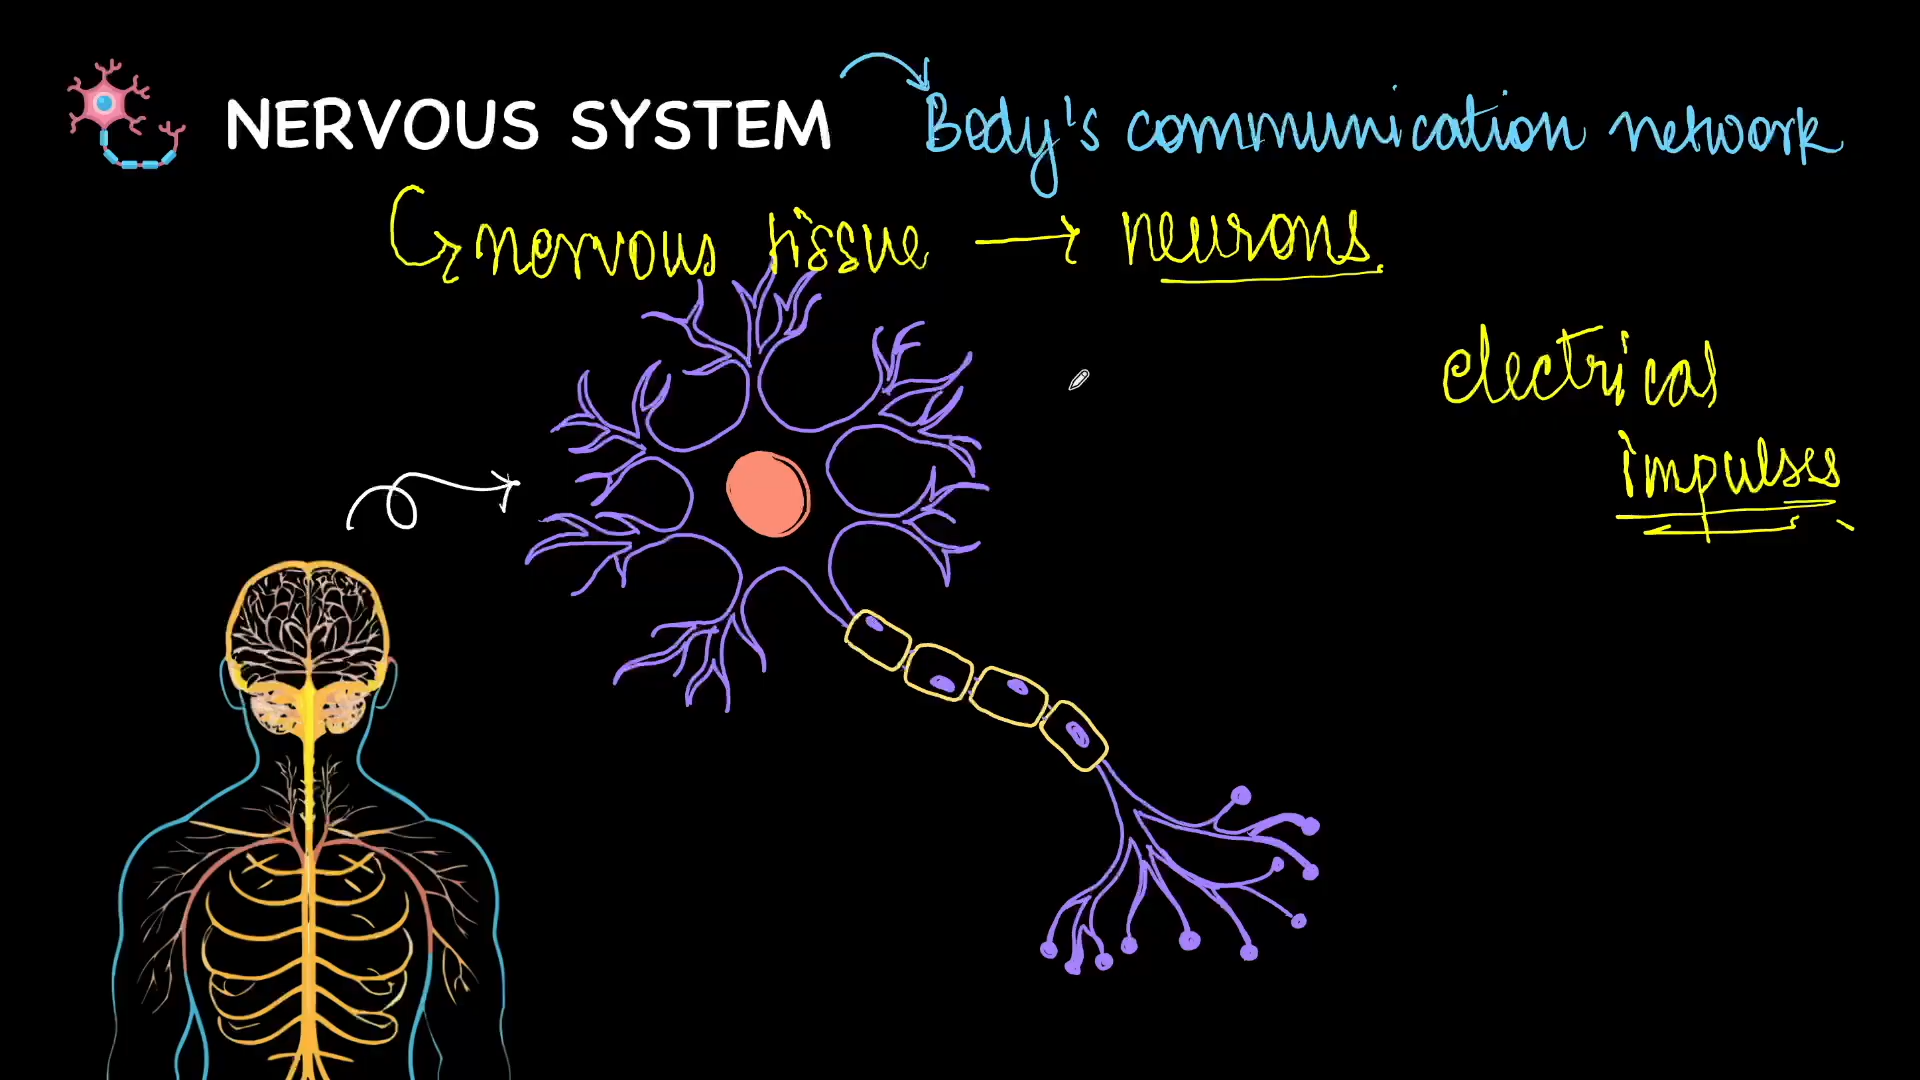 NERVOUS SYSTEM
Body's communication network
nervous tissue → neurons
electrical
impulses